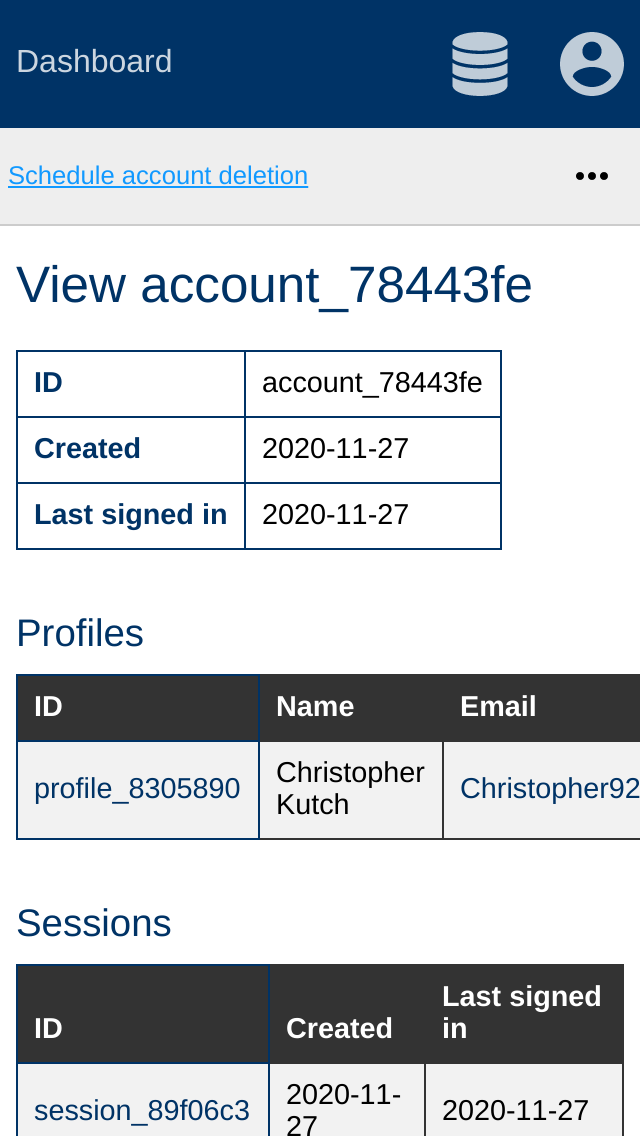 Dashboard
Schedule account deletion
View account_78443fe
ID account_78443fe
Created 2020-11-27
Last signed in 2020-11-27
Profiles
ID Name Email
profile_8305890 Christopher Kutch Christopher92
Sessions
ID Created Last signed in
session_89f06c3 2020-11-27 2020-11-27